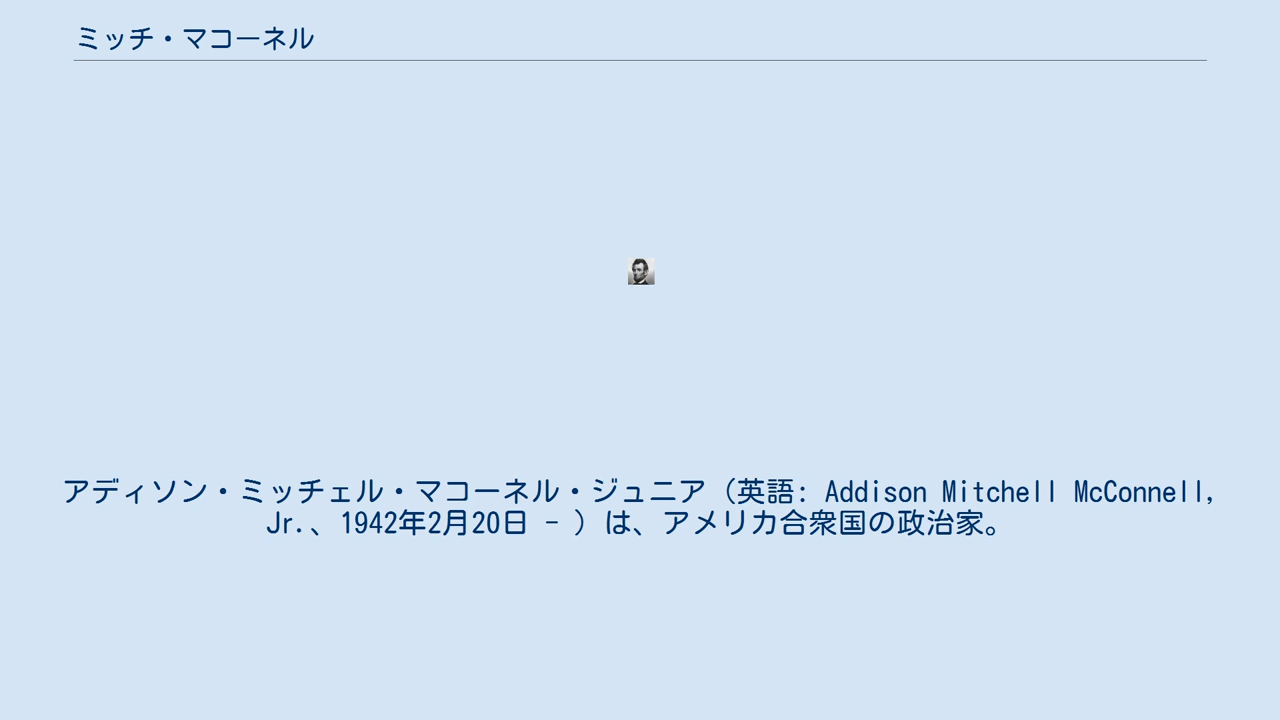 ミッチ・マコーネル
アディソン・ミッチェル・マコーネル・ジュニア（英語: Addison Mitchell McConnell,
Jr.、1942年2月20日 - ）は、アメリカ合衆国の政治家。